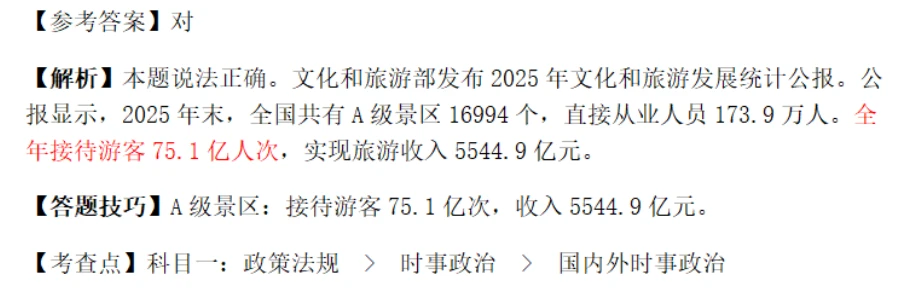 【参考答案】对
【解析】本题说法正确。文化和旅游部发布 2025 年文化和旅游发展统计公报。公
报显示，2025 年末，全国共有 A 级景区 16994 个，直接从业人员 173.9 万人。全
年接待游客 75.1 亿人次，实现旅游收入 5544.9 亿元。
【答题技巧】A 级景区：接待游客 75.1 亿次，收入 5544.9 亿元。
【考查点】科目一：政策法规 > 时事政治 > 国内外时事政治